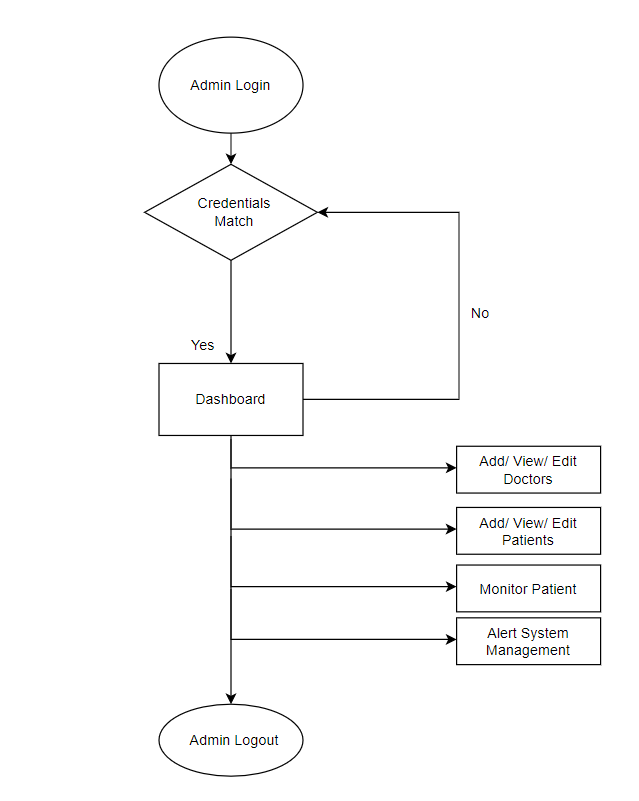 Admin Login
Credentials
Match
No
Yes
Dashboard
Add/ View/ Edit
Doctors
Add/ View/ Edit
Patients
Monitor Patient
Alert System
Management
Admin Logout